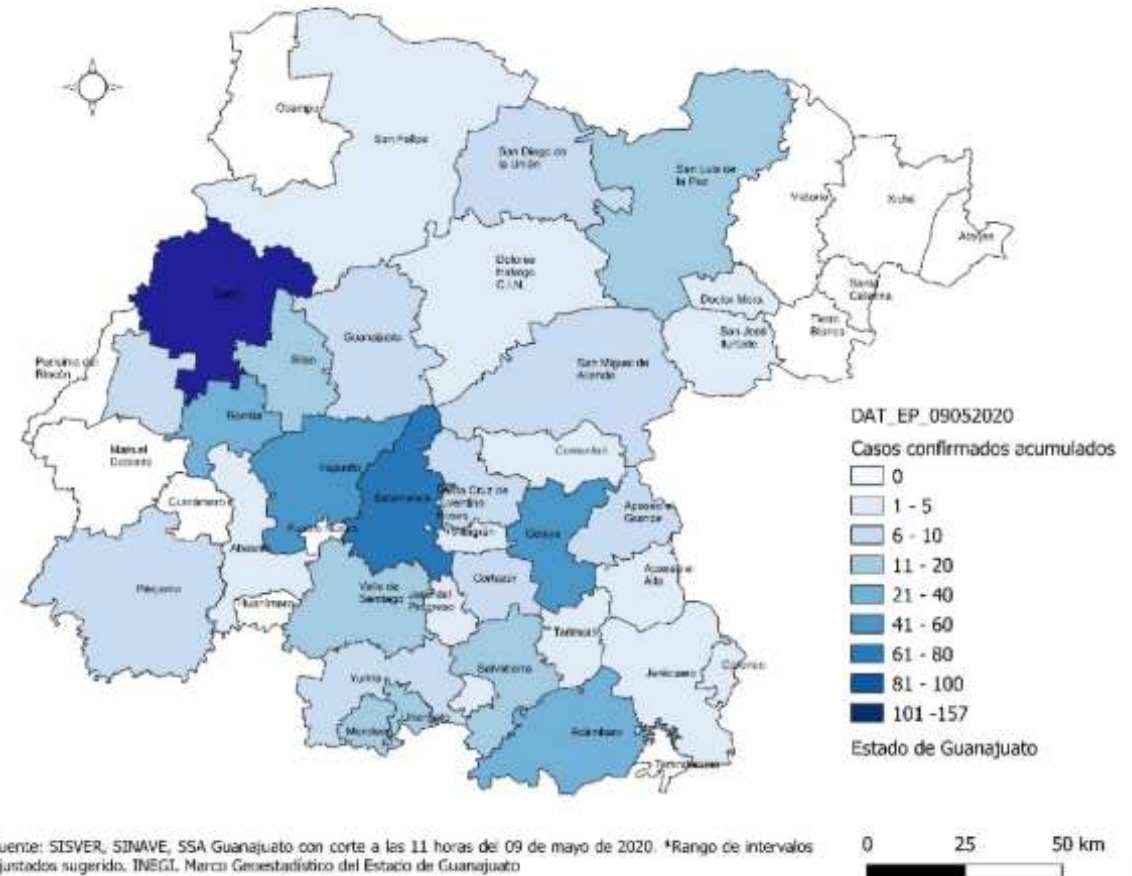 Ocampo
San Felipe
San Diego de
la Unión
San Luis de
la Paz
Victoria
Xichú
Atarjea
Dolores
Hidalgo
C.I.N.
Santa
Catarina
Doctor Mora
Tierra
Blanca
San José
Iturbide
Guanajuato
Silao
San Miguel de
Allende
Purísima del
Rincón
Romita
Manuel
Doblado
Irapuato
Comonfort
Cuerámaro
Salamanca
Santa Cruz de
Juventino
Rosas
Villagrán
Celaya
Apaseo el
Grande
Abasolo
Apaseo el
Alto
Pénjamo
Valle de
Santiago
Cortazar
Huanímaro
Jaral del
Progreso
Tarimoro
Salvatierra
Jerécuaro
Coroneo
Yuriria
Uriangato
Moroleón
Acámbaro
Tarandacuao
DAT_EP_09052020
Casos confirmados acumulados
0
1 - 5
6 - 10
11 - 20
21 - 40
41 - 60
61 - 80
81 - 100
101 -157
Estado de Guanajuato
uente: SISVER, SINAVE, SSA Guanajuato con corte a las 11 horas del 09 de mayo de 2020. *Rango de intervalos
justados sugerido. INEGI. Marco Geoestadístico del Estado de Guanajuato
0 25 50 km